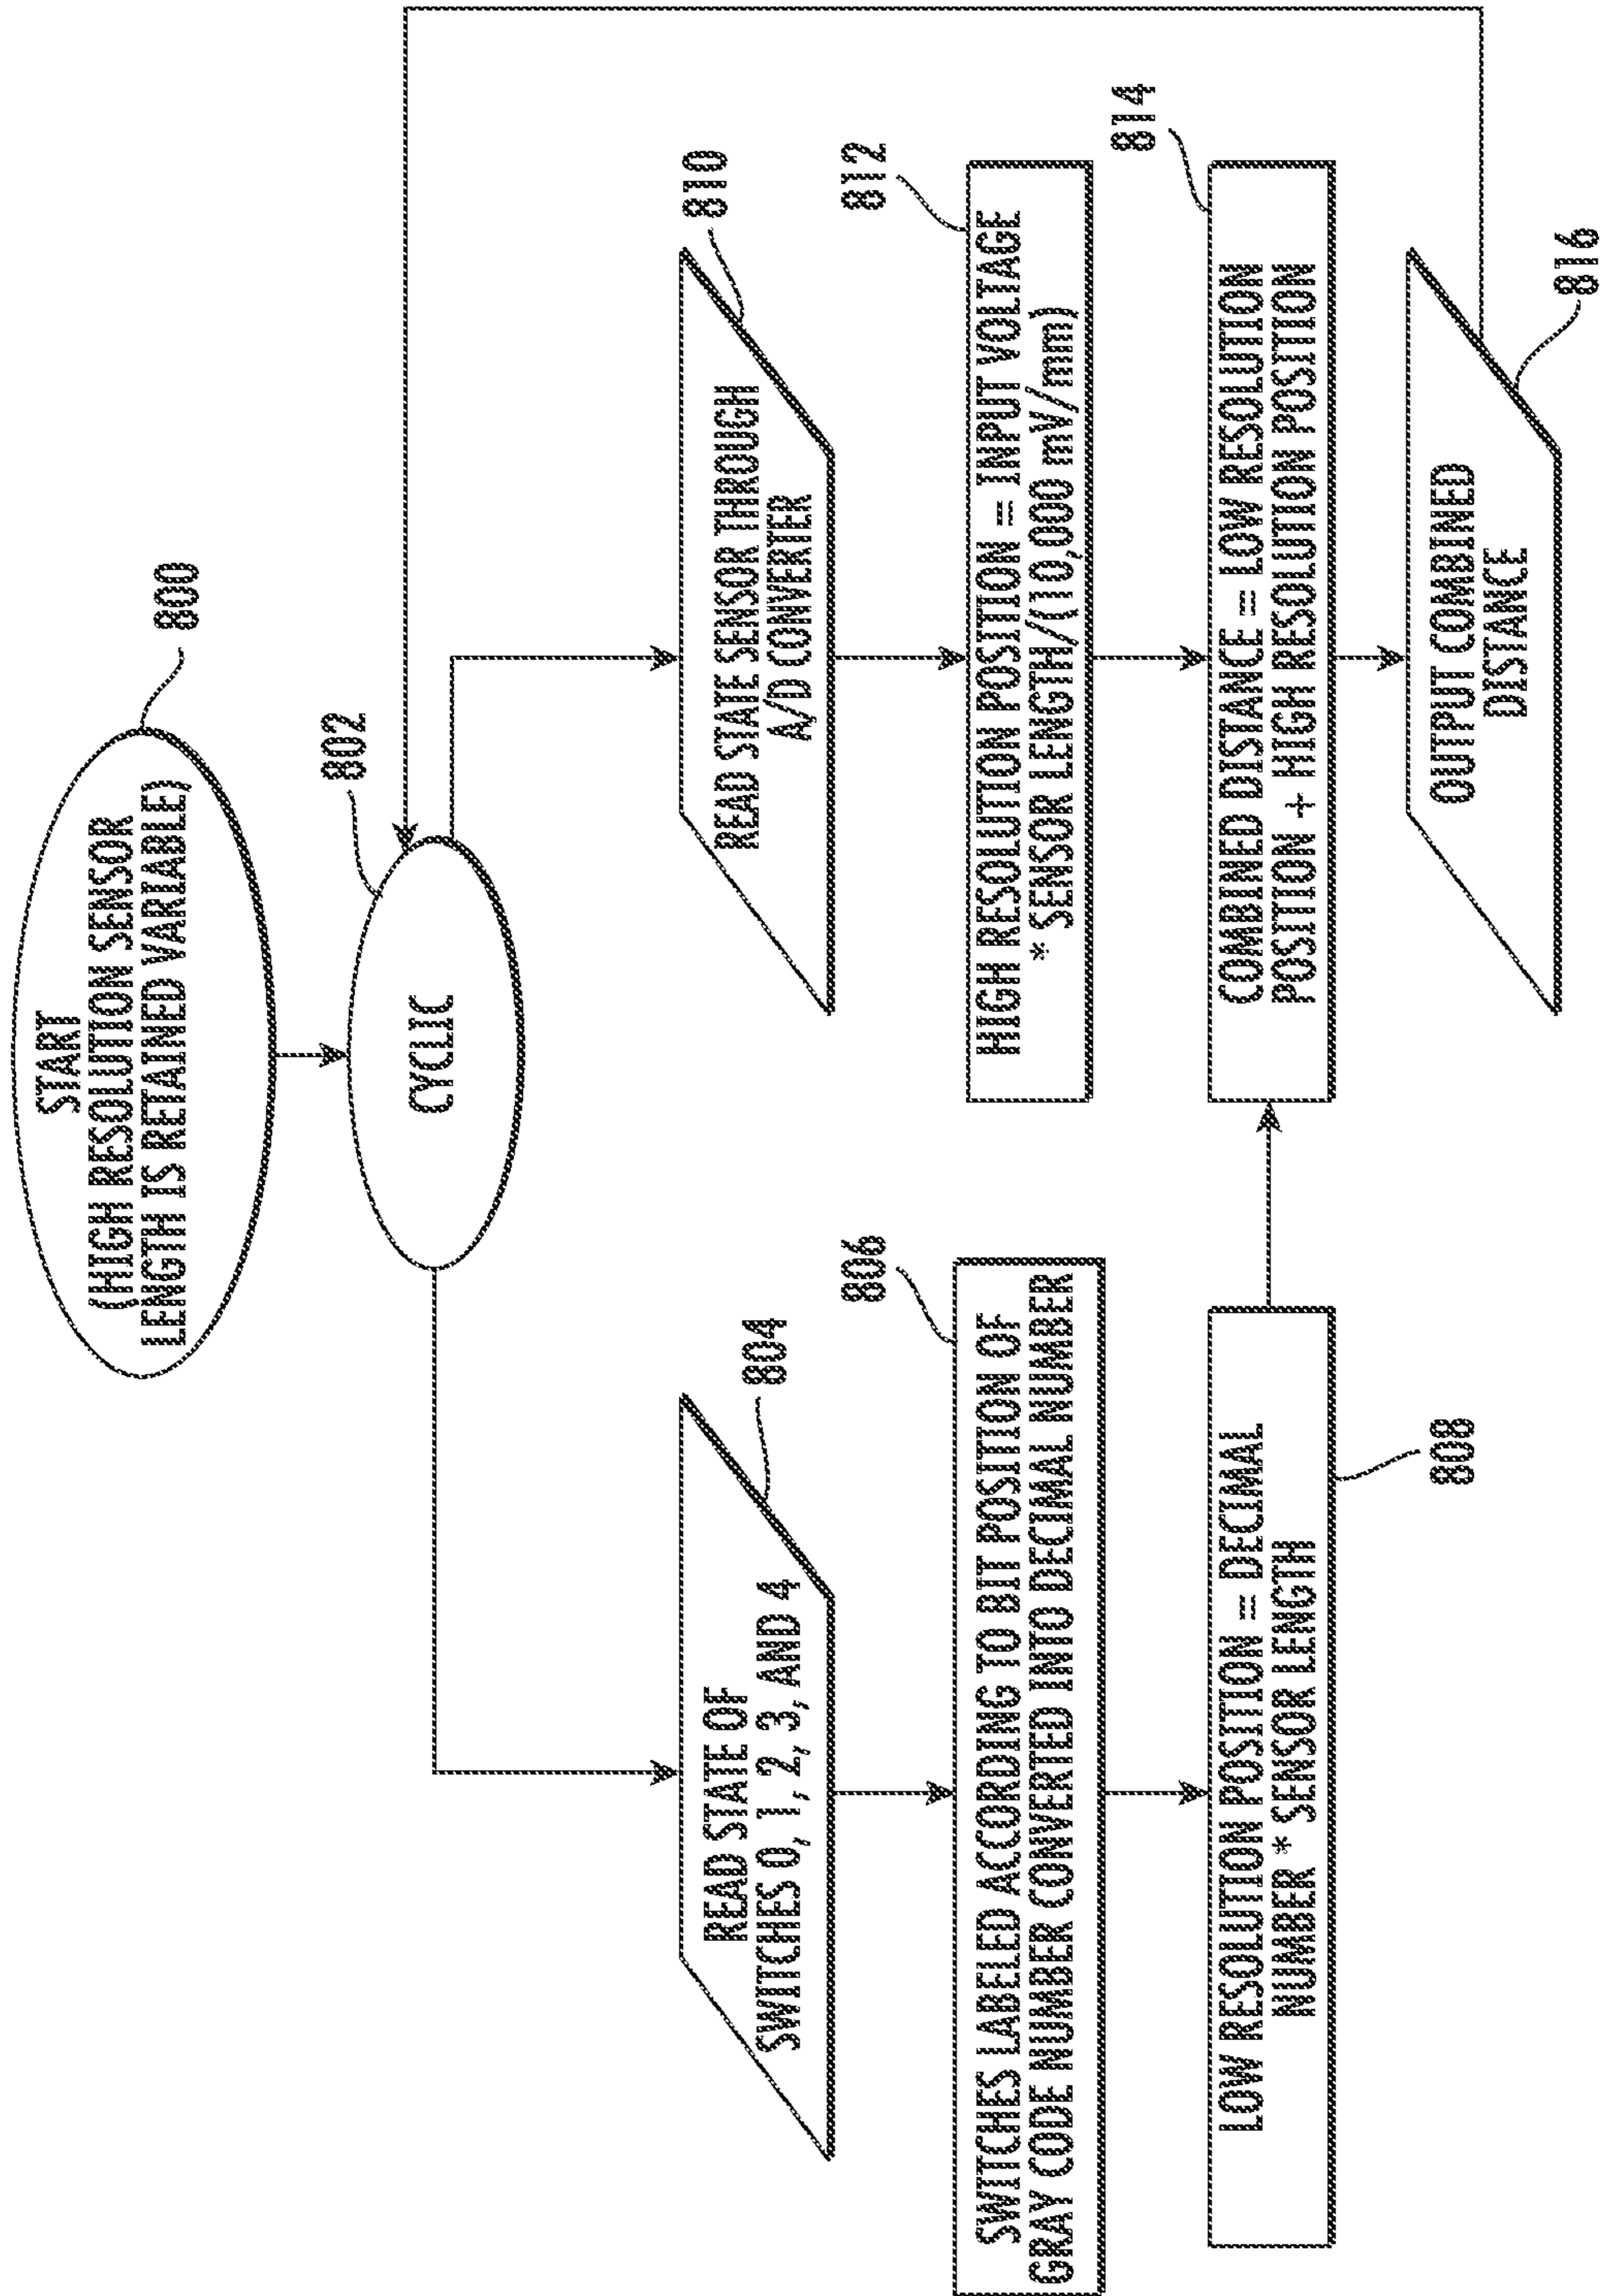 START
(HIGH RESOLUTION SENSOR
LENGTH IS RETAINED VARIABLE)
800
CYCLIC
802
READ STATE OF
SWITCHES 0, 1, 2, 3, AND 4
804
SWITCHES LABELED ACCORDING TO BIT POSITION OF
GRAY CODE NUMBER CONVERTED INTO DECIMAL NUMBER
806
LOW RESOLUTION POSITION = DECIMAL
NUMBER * SENSOR LENGTH
808
READ STATE SENSOR THROUGH
A/D CONVERTER
810
HIGH RESOLUTION POSITION = INPUT VOLTAGE
* SENSOR LENGTH/(10,000 mV/mm)
812
COMBINED DISTANCE = LOW RESOLUTION
POSITION + HIGH RESOLUTION POSITION
814
OUTPUT COMBINED
DISTANCE
816